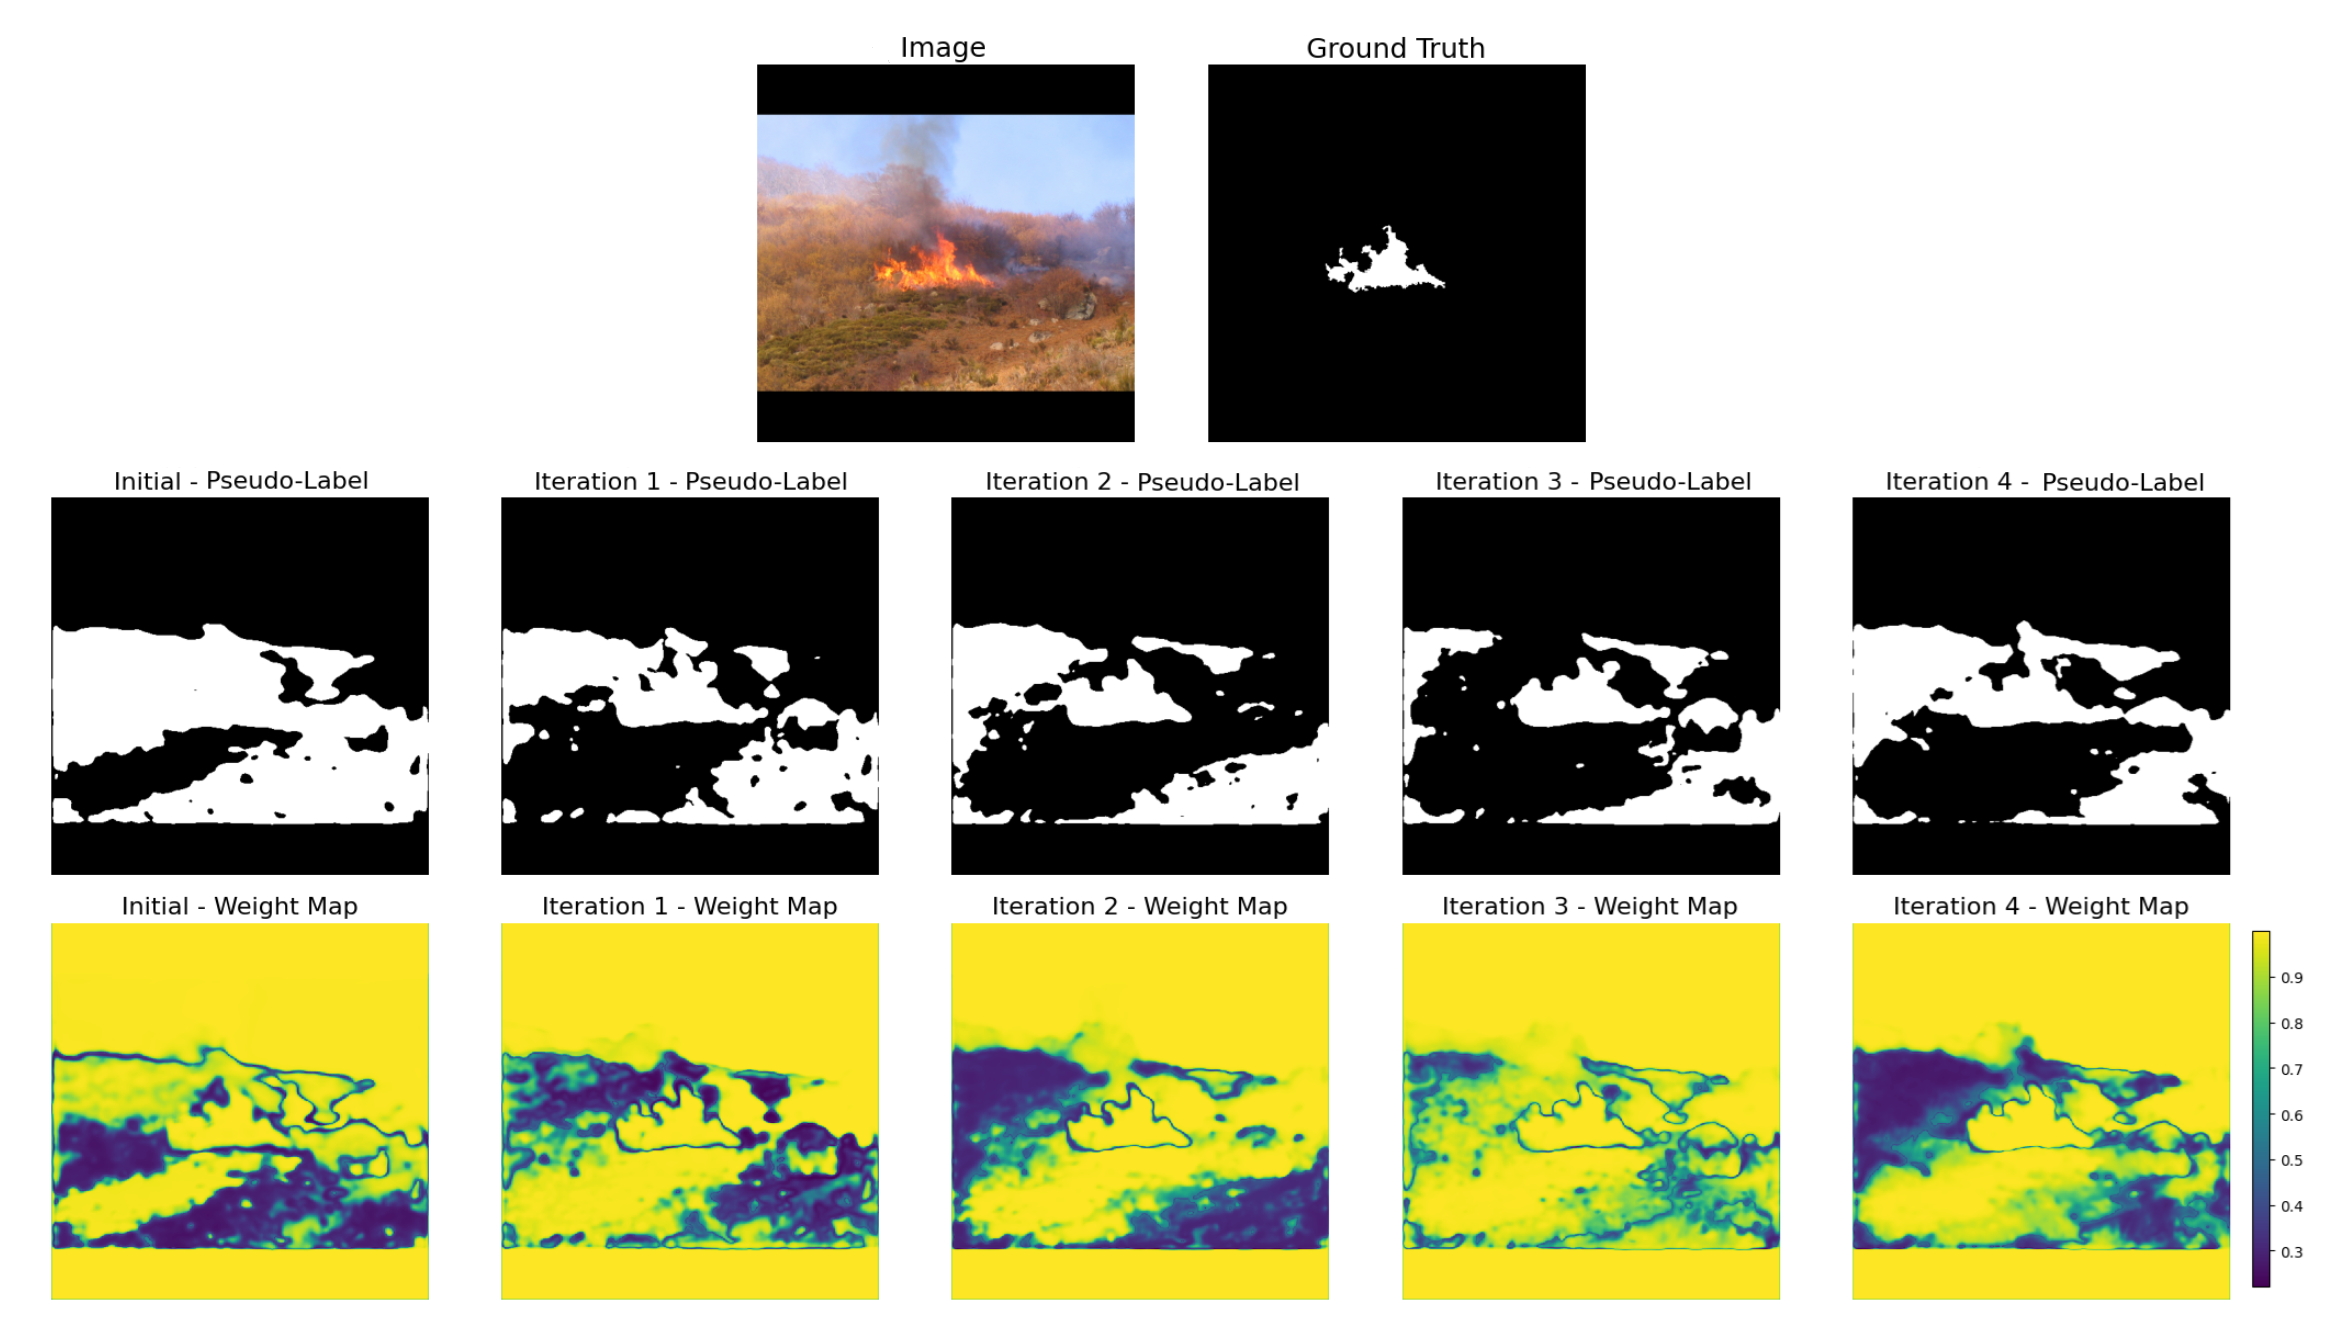 Image
Ground Truth
Initial - Pseudo-Label
Iteration 1 - Pseudo-Label
Iteration 2 - Pseudo-Label
Iteration 3 - Pseudo-Label
Iteration 4 - Pseudo-Label
Initial - Weight Map
Iteration 1 - Weight Map
Iteration 2 - Weight Map
Iteration 3 - Weight Map
Iteration 4 - Weight Map
0.9
0.8
0.7
0.6
0.5
0.4
0.3